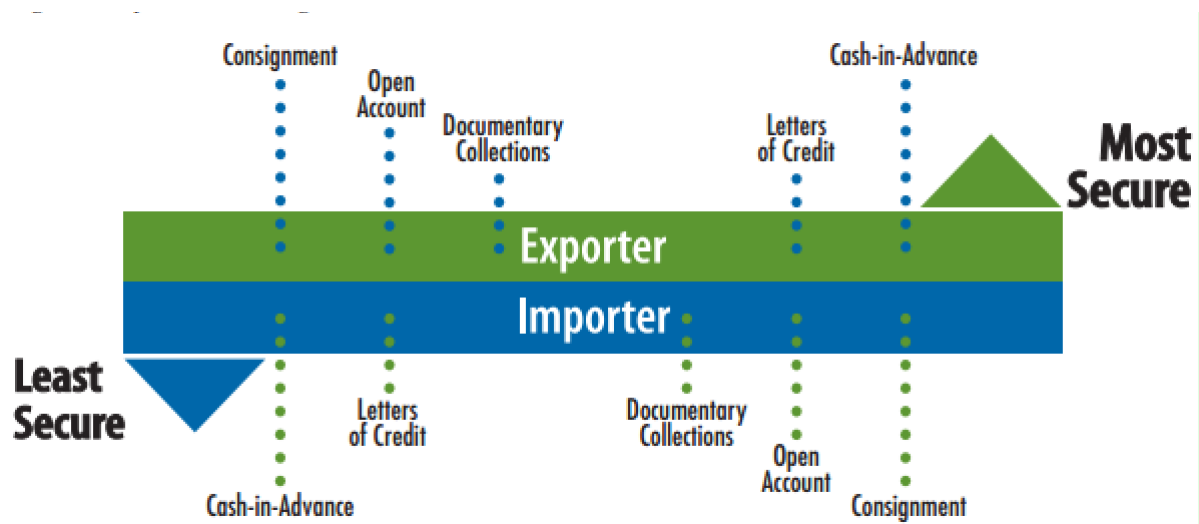 Consignment
Cash-in-Advance
Open
Account
Documentary
Collections
Letters
of Credit
Most
Secure
Exporter
Importer
Least
Secure
Letters
of Credit
Documentary
Collections
Open
Account
Cash-in-Advance
Consignment